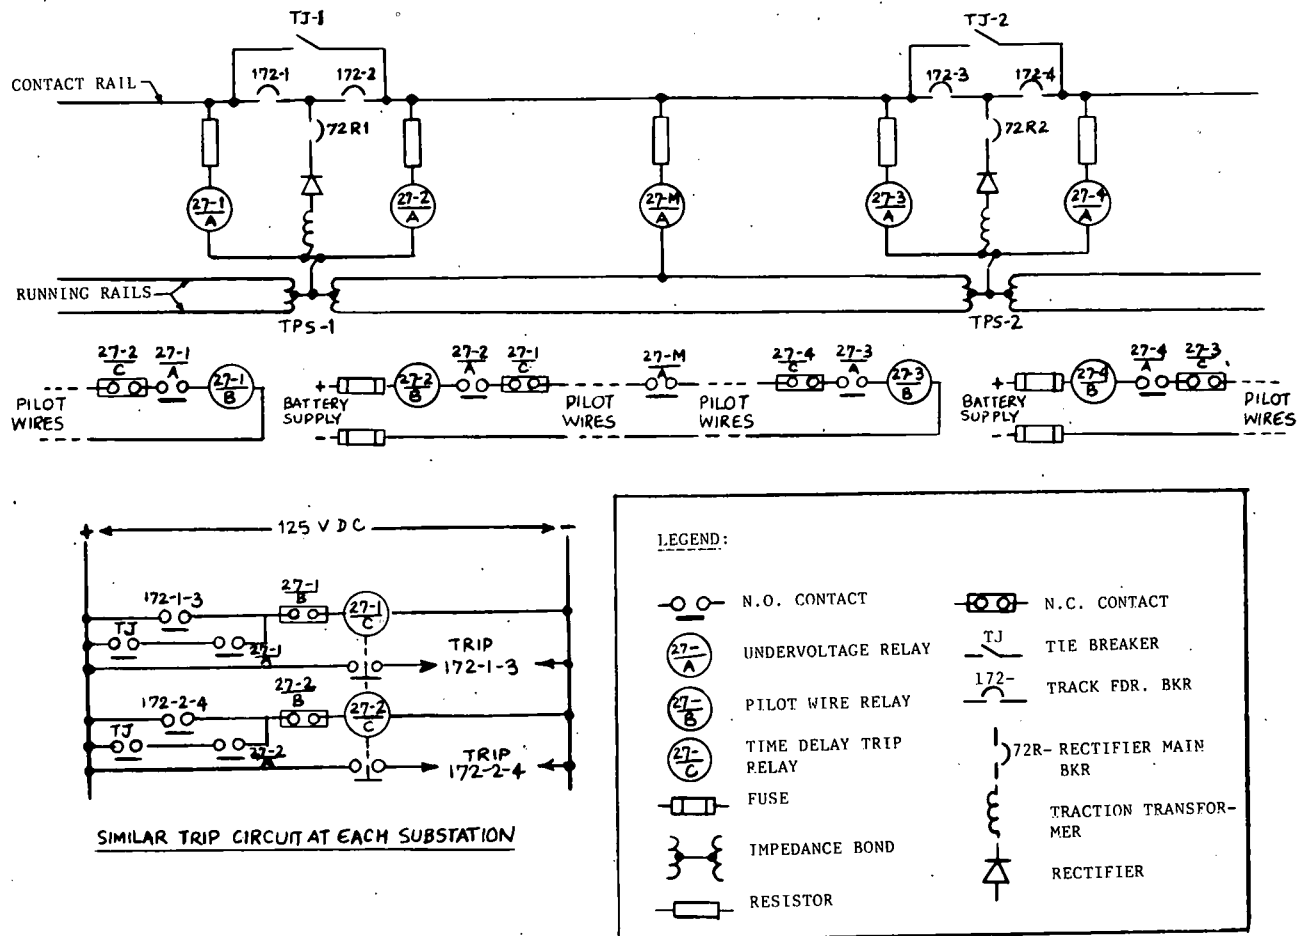 TJ-1
TJ-2
172-1
172-2
172-3
172-4
CONTACT RAIL
72R1
72R2
27-1
A
27-2
A
27-M
A
27-3
A
27-4
A
RUNNING RAILS
TPS-1
TPS-2
27-2
C
27-1
A
27-1
B
27-2
B
27-2
A
27-1
C
27-M
A
27-4
C
27-3
A
27-3
B
27-4
B
27-4
A
27-3
C
PILOT
WIRES
+
BATTERY
SUPPLY
-
PILOT
WIRES
PILOT
WIRES
+
BATTERY
SUPPLY
-
PILOT
WIRES
+
125 V DC
-
172-1-3
27-1
B
27-1
C
TJ
27-1
A
TRIP
172-1-3
172-2-4
27-2
B
27-2
C
TJ
27-2
A
TRIP
172-2-4
SIMILAR TRIP CIRCUIT AT EACH SUBSTATION
LEGEND:
N.O. CONTACT
27-
A
UNDERVOLTAGE RELAY
27-
B
PILOT WIRE RELAY
27-
C
TIME DELAY TRIP
RELAY
FUSE
IMPEDANCE BOND
RESISTOR
N.C. CONTACT
TJ
TIE BREAKER
172-
TRACK FDR. BKR
72R- RECTIFIER MAIN
BKR
TRACTION TRANSFOR-
MER
RECTIFIER